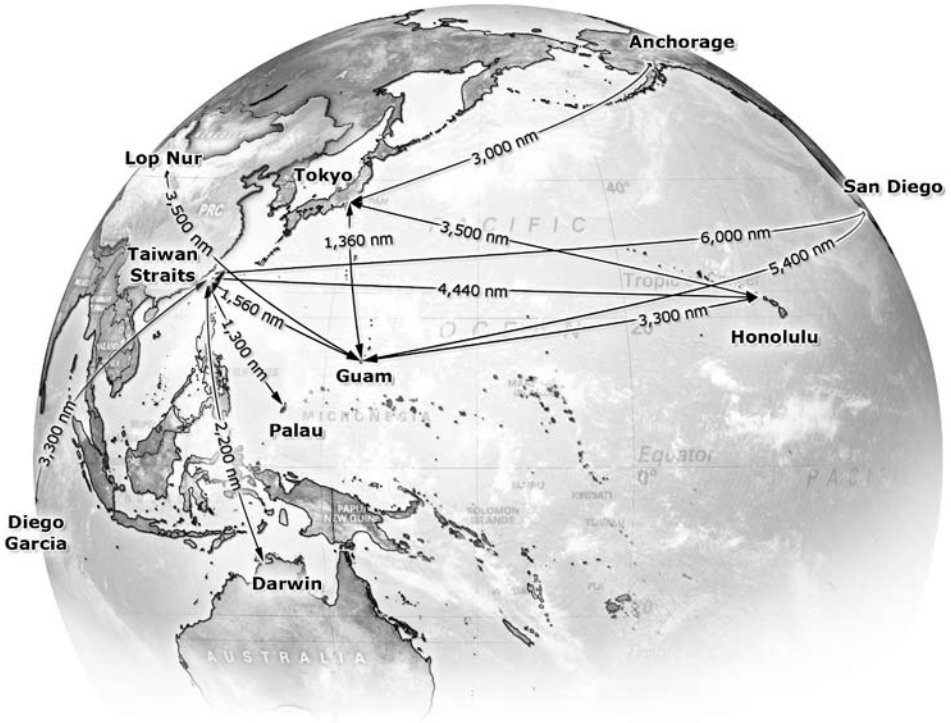 Anchorage
3,000 nm
Lop Nur
Tokyo
40°
San Diego
3,500 nm
PRC
PACIFIC
3,500 nm
6,000 nm
1,360 nm
5,400 nm
Taiwan
Straits
Tropic
4,440 nm
1,560 nm
3,300 nm
OCEAN
20°
Honolulu
1,300 nm
Guam
MICRONESIA
Palau
3,300 nm
2,200 nm
Equator
0°
PACI
KIRIBATI
PAPUA
NEW GUIN
SOLOMON
ISLANDS
Diego
Garcia
Darwin
FIJI
AUSTRALIA